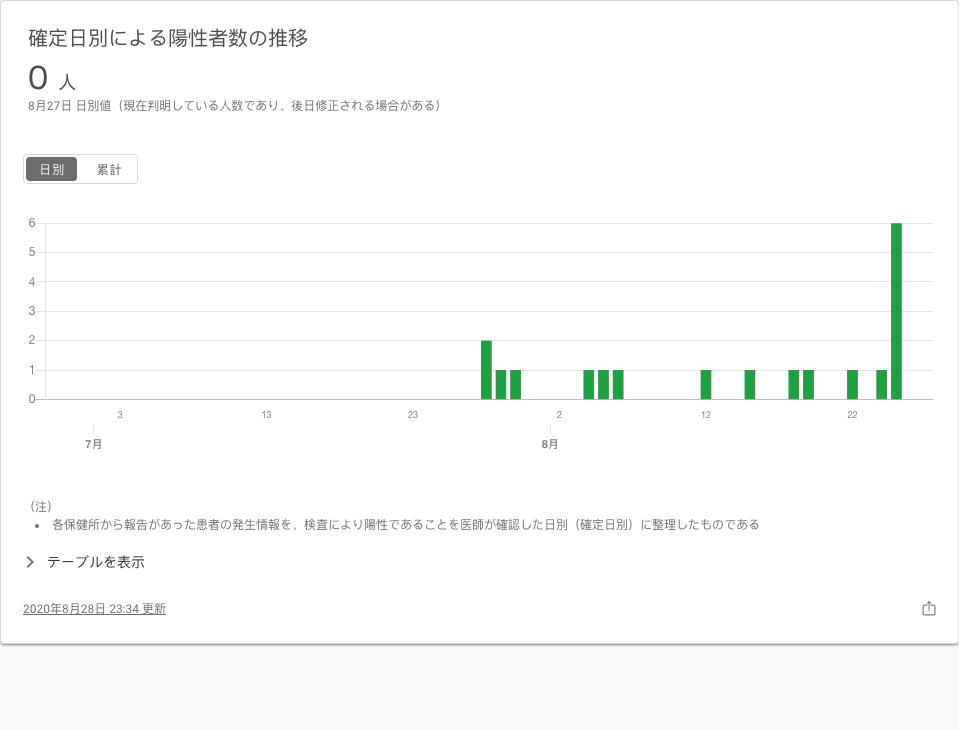 確定日別による陽性者数の推移
0 人
8月27日 日別値（現在判明している人数であり、後日修正される場合がある）
日別 累計
6
5
4
3
2
1
0
3 13 23 2 12 22
7月 8月
（注）
• 各保健所から報告があった患者の発生情報を、検査により陽性であることを医師が確認した日別（確定日別）に整理したものである
テーブルを表示
2020年8月28日 23:34 更新